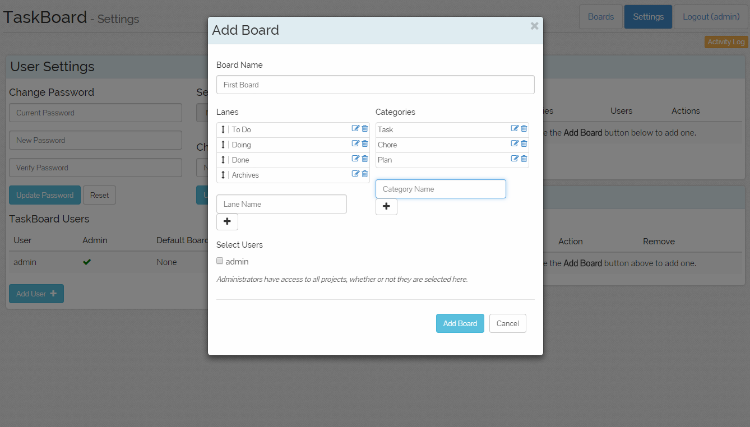 TaskBoard - Settings
Boards
Settings
Logout (admin)
Activity Log
User Settings
Change Password
Current Password
New Password
Verify Password
Update Password
Reset
TaskBoard Users
User
Admin
Default Board
admin
None
Add User
Add Board
Board Name
First Board
Lanes
To Do
Doing
Done
Archives
Lane Name
Categories
Task
Chore
Plan
Category Name
Select Users
admin
Administrators have access to all projects, whether or not they are selected here.
Add Board
Cancel
Users
Actions
the Add Board button below to add one.
Action
Remove
the Add Board button above to add one.